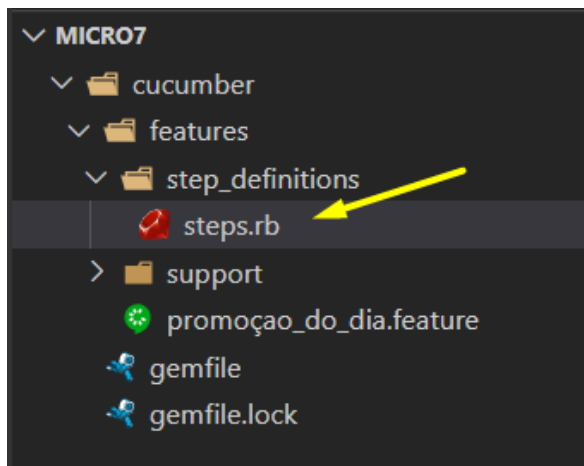 MICRO7
cucumber
features
step_definitions
steps.rb
support
promoçao_do_dia.feature
gemfile
gemfile.lock